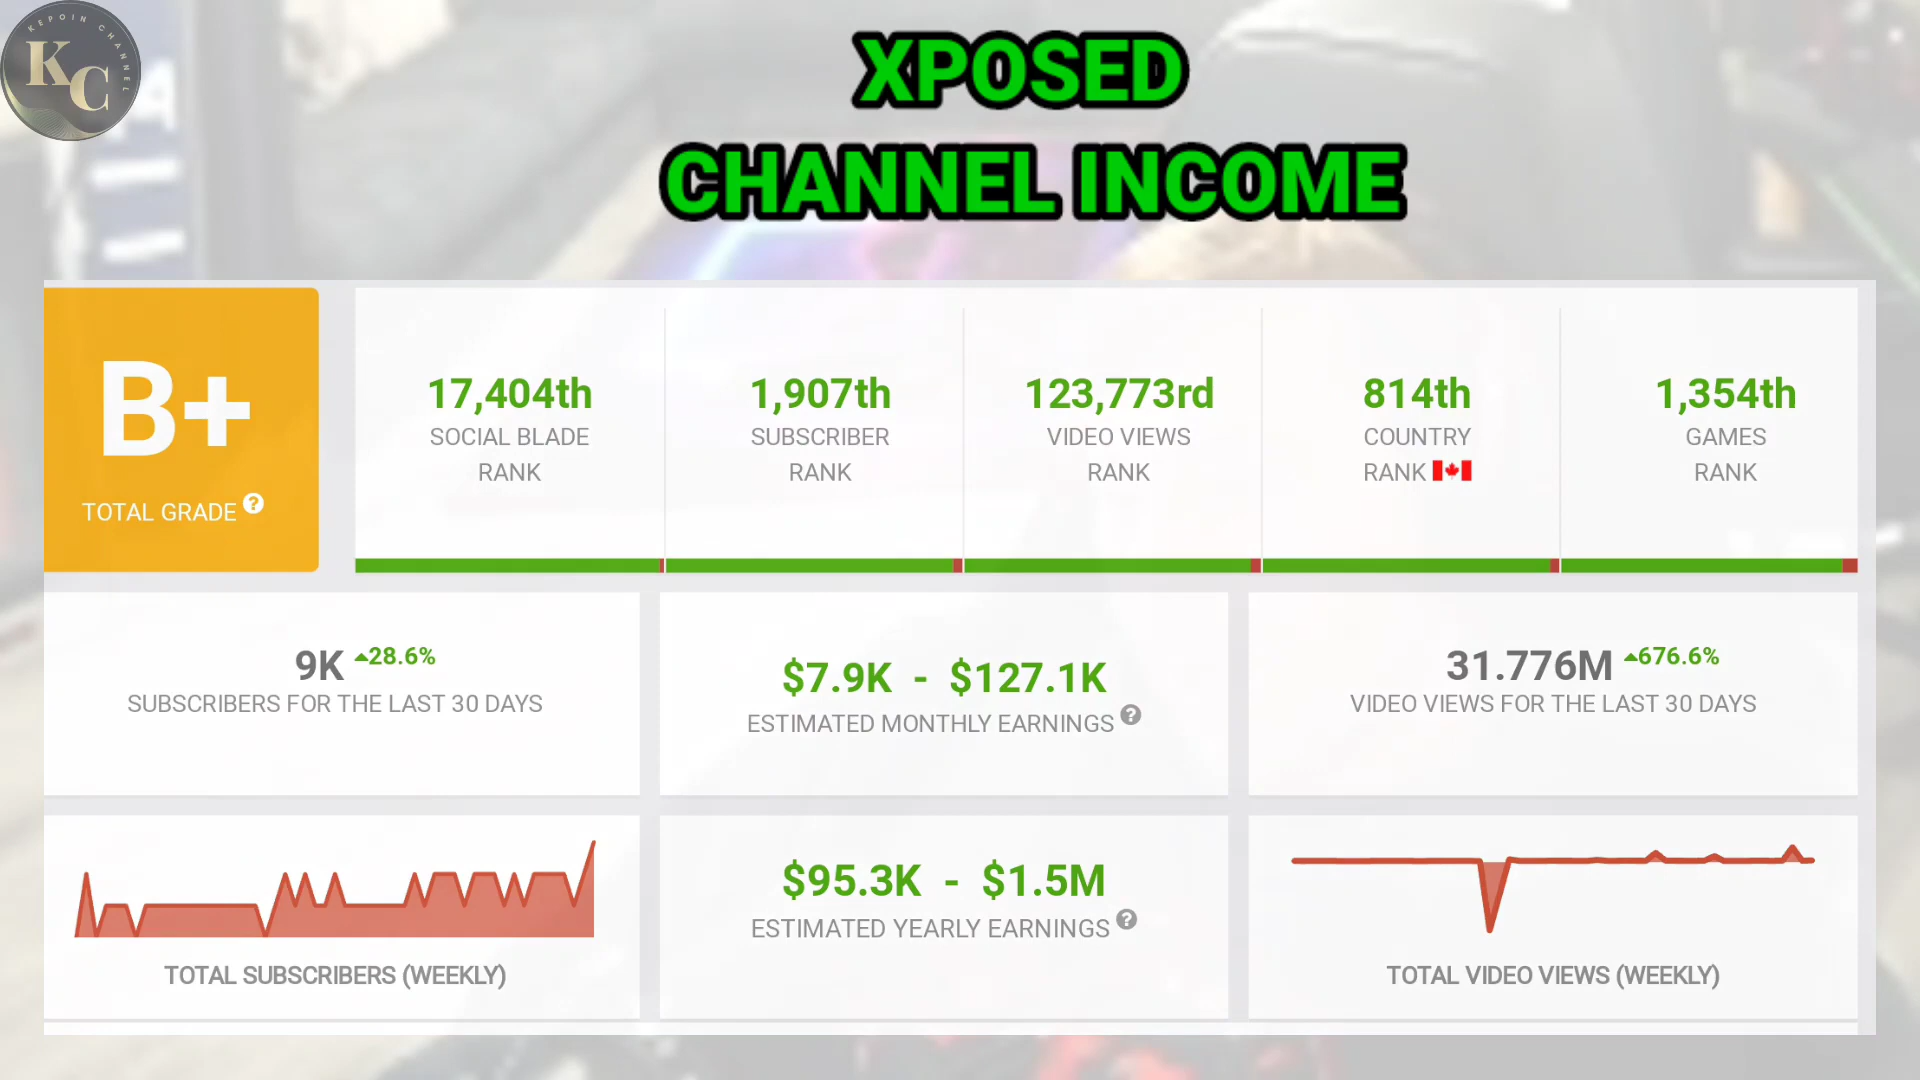 KEPOIN CHANNEL
KC
XPOSED
CHANNEL INCOME
B+
TOTAL GRADE ?
17,404th
SOCIAL BLADE
RANK
1,907th
SUBSCRIBER
RANK
123,773rd
VIDEO VIEWS
RANK
814th
COUNTRY
RANK
1,354th
GAMES
RANK
9K 28.6%
SUBSCRIBERS FOR THE LAST 30 DAYS
$7.9K - $127.1K
ESTIMATED MONTHLY EARNINGS ?
31.776M 676.6%
VIDEO VIEWS FOR THE LAST 30 DAYS
TOTAL SUBSCRIBERS (WEEKLY)
$95.3K - $1.5M
ESTIMATED YEARLY EARNINGS ?
TOTAL VIDEO VIEWS (WEEKLY)